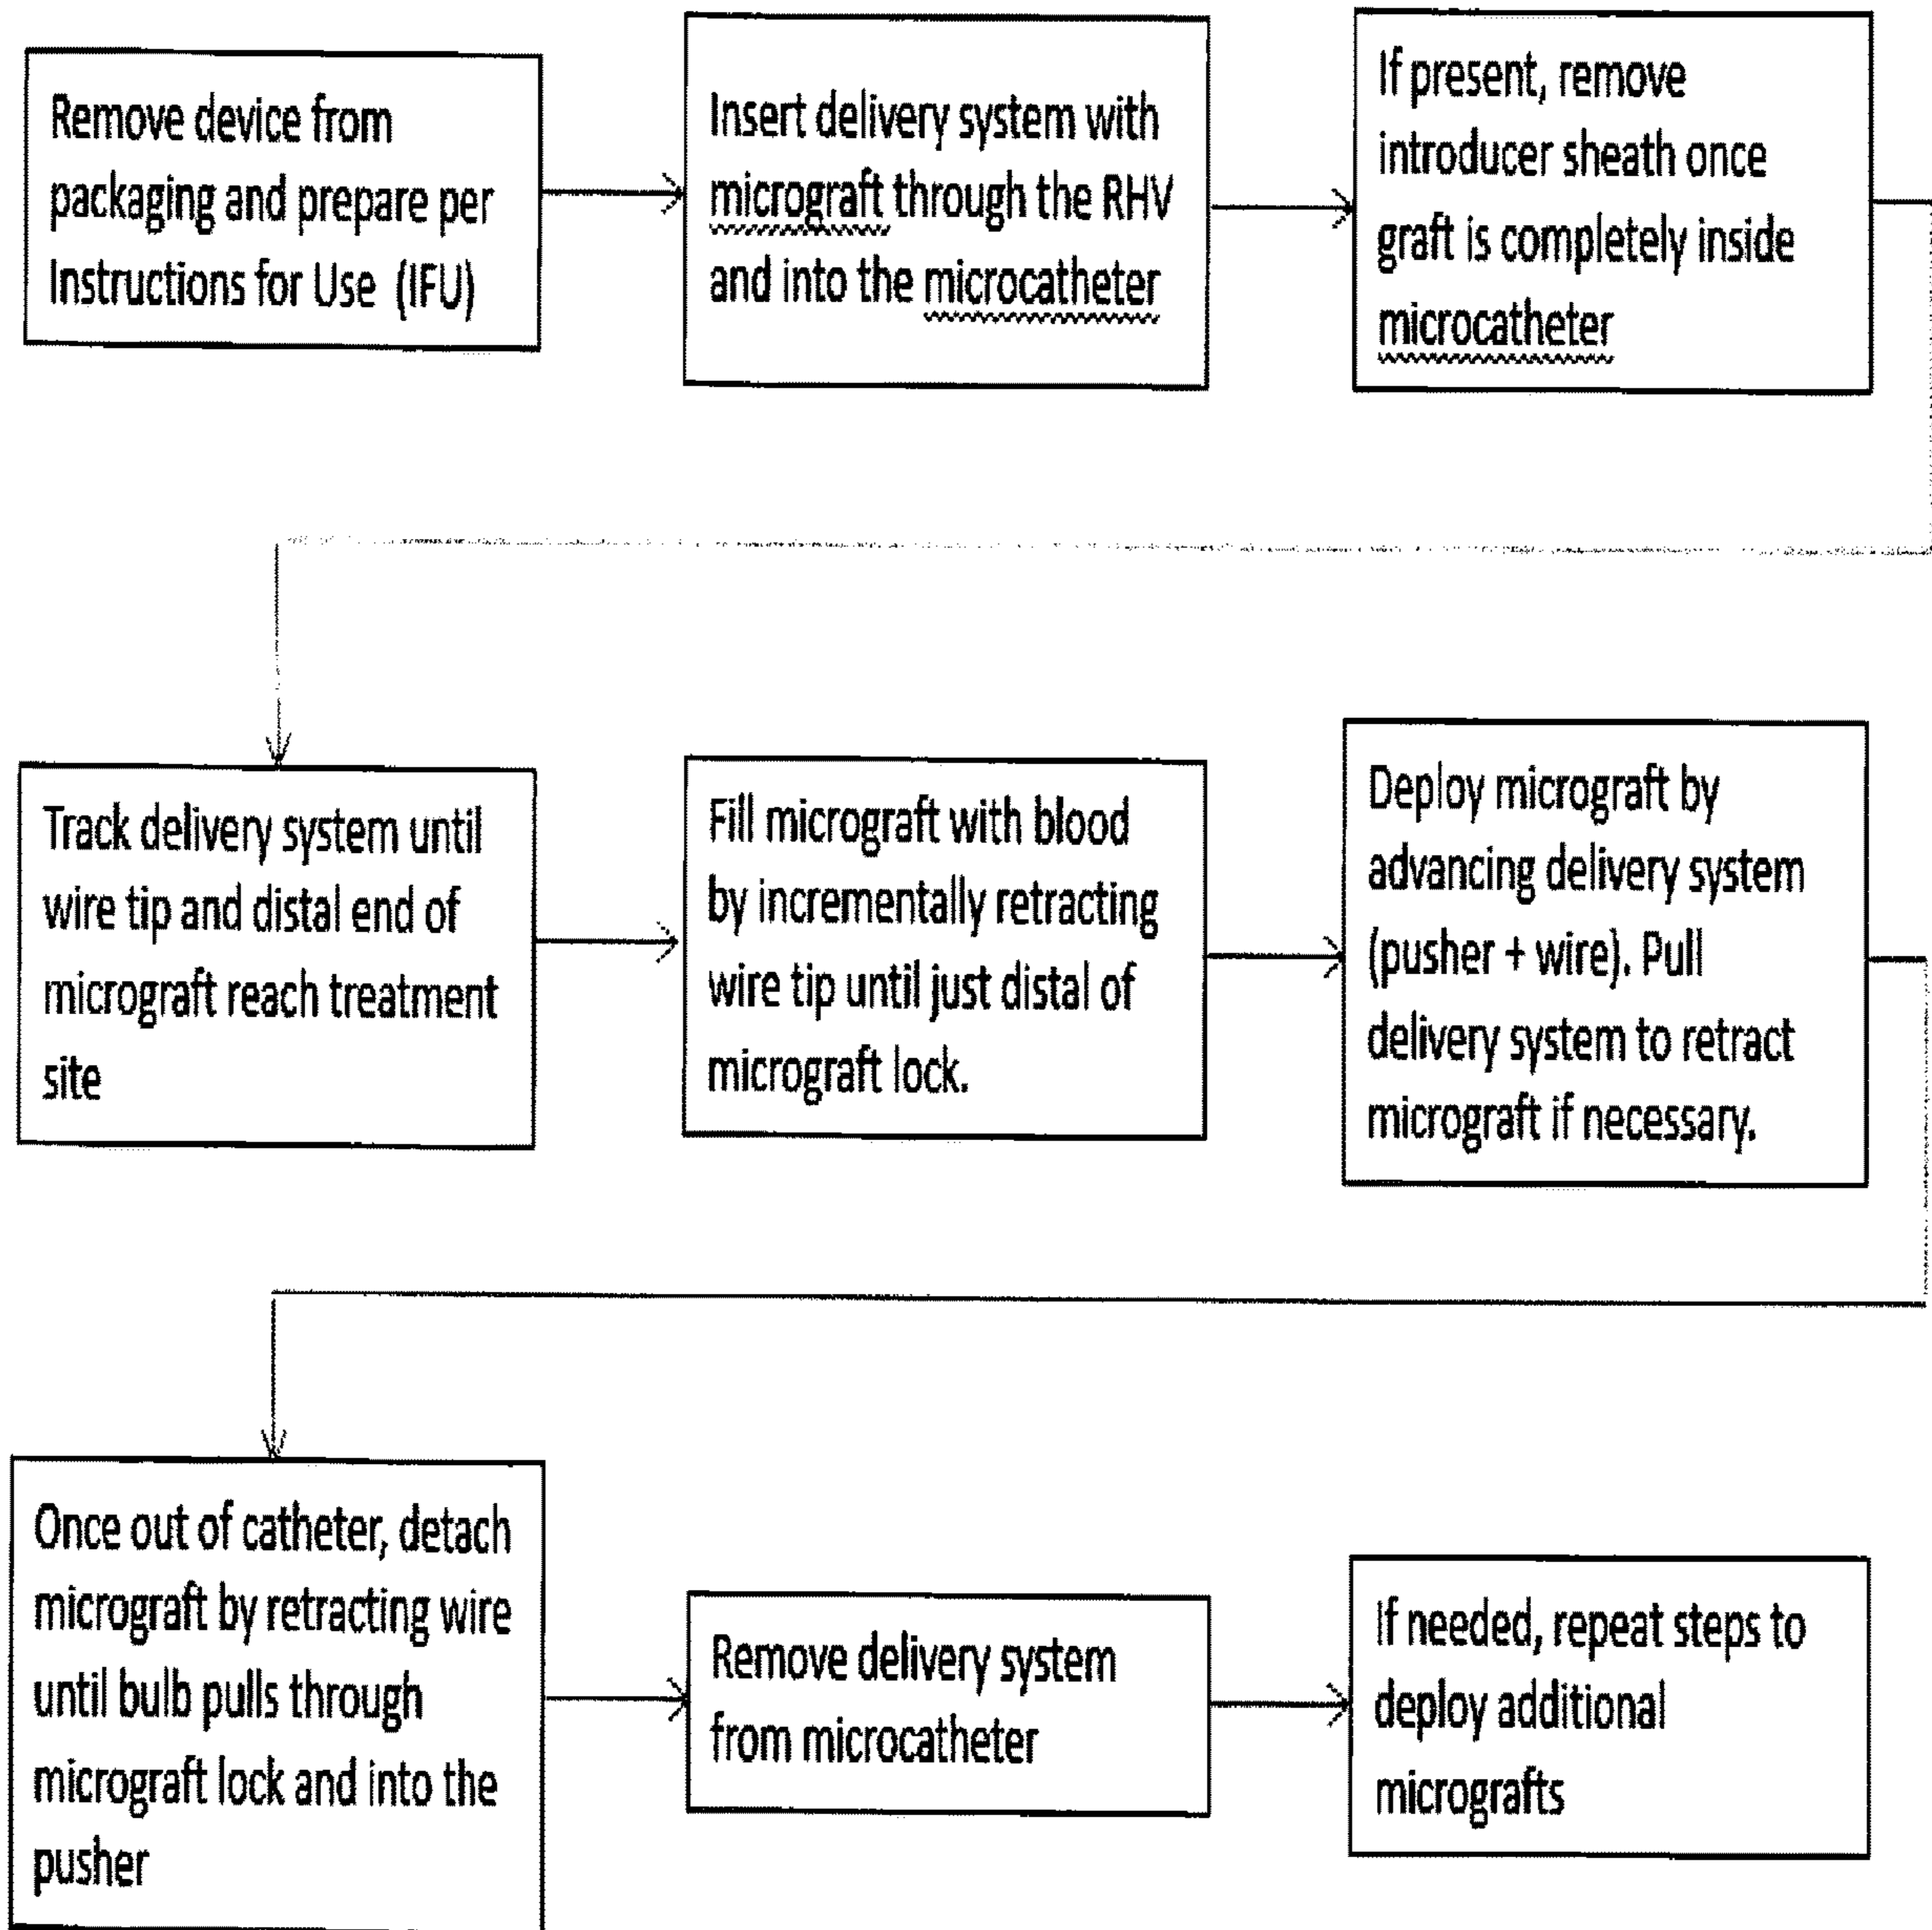 Remove device from
packaging and prepare per
Instructions for Use (IFU)
Insert delivery system with
micrograft through the RHV
and into the microcatheter
If present, remove
introducer sheath once
graft is completely inside
microcatheter
Track delivery system until
wire tip and distal end of
micrograft reach treatment
site
Fill micrograft with blood
by incrementally retracting
wire tip until just distal of
micrograft lock.
Deploy micrograft by
advancing delivery system
(pusher + wire). Pull
delivery system to retract
micrograft if necessary.
Once out of catheter, detach
micrograft by retracting wire
until bulb pulls through
micrograft lock and into the
pusher
Remove delivery system
from microcatheter
If needed, repeat steps to
deploy additional
micrografts